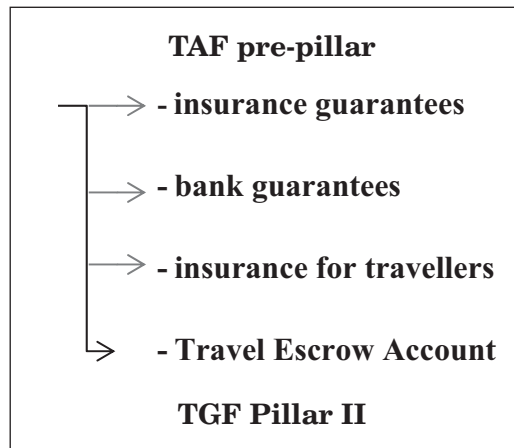 TAF pre-pillar
- insurance guarantees
- bank guarantees
- insurance for travellers
- Travel Escrow Account
TGF Pillar II